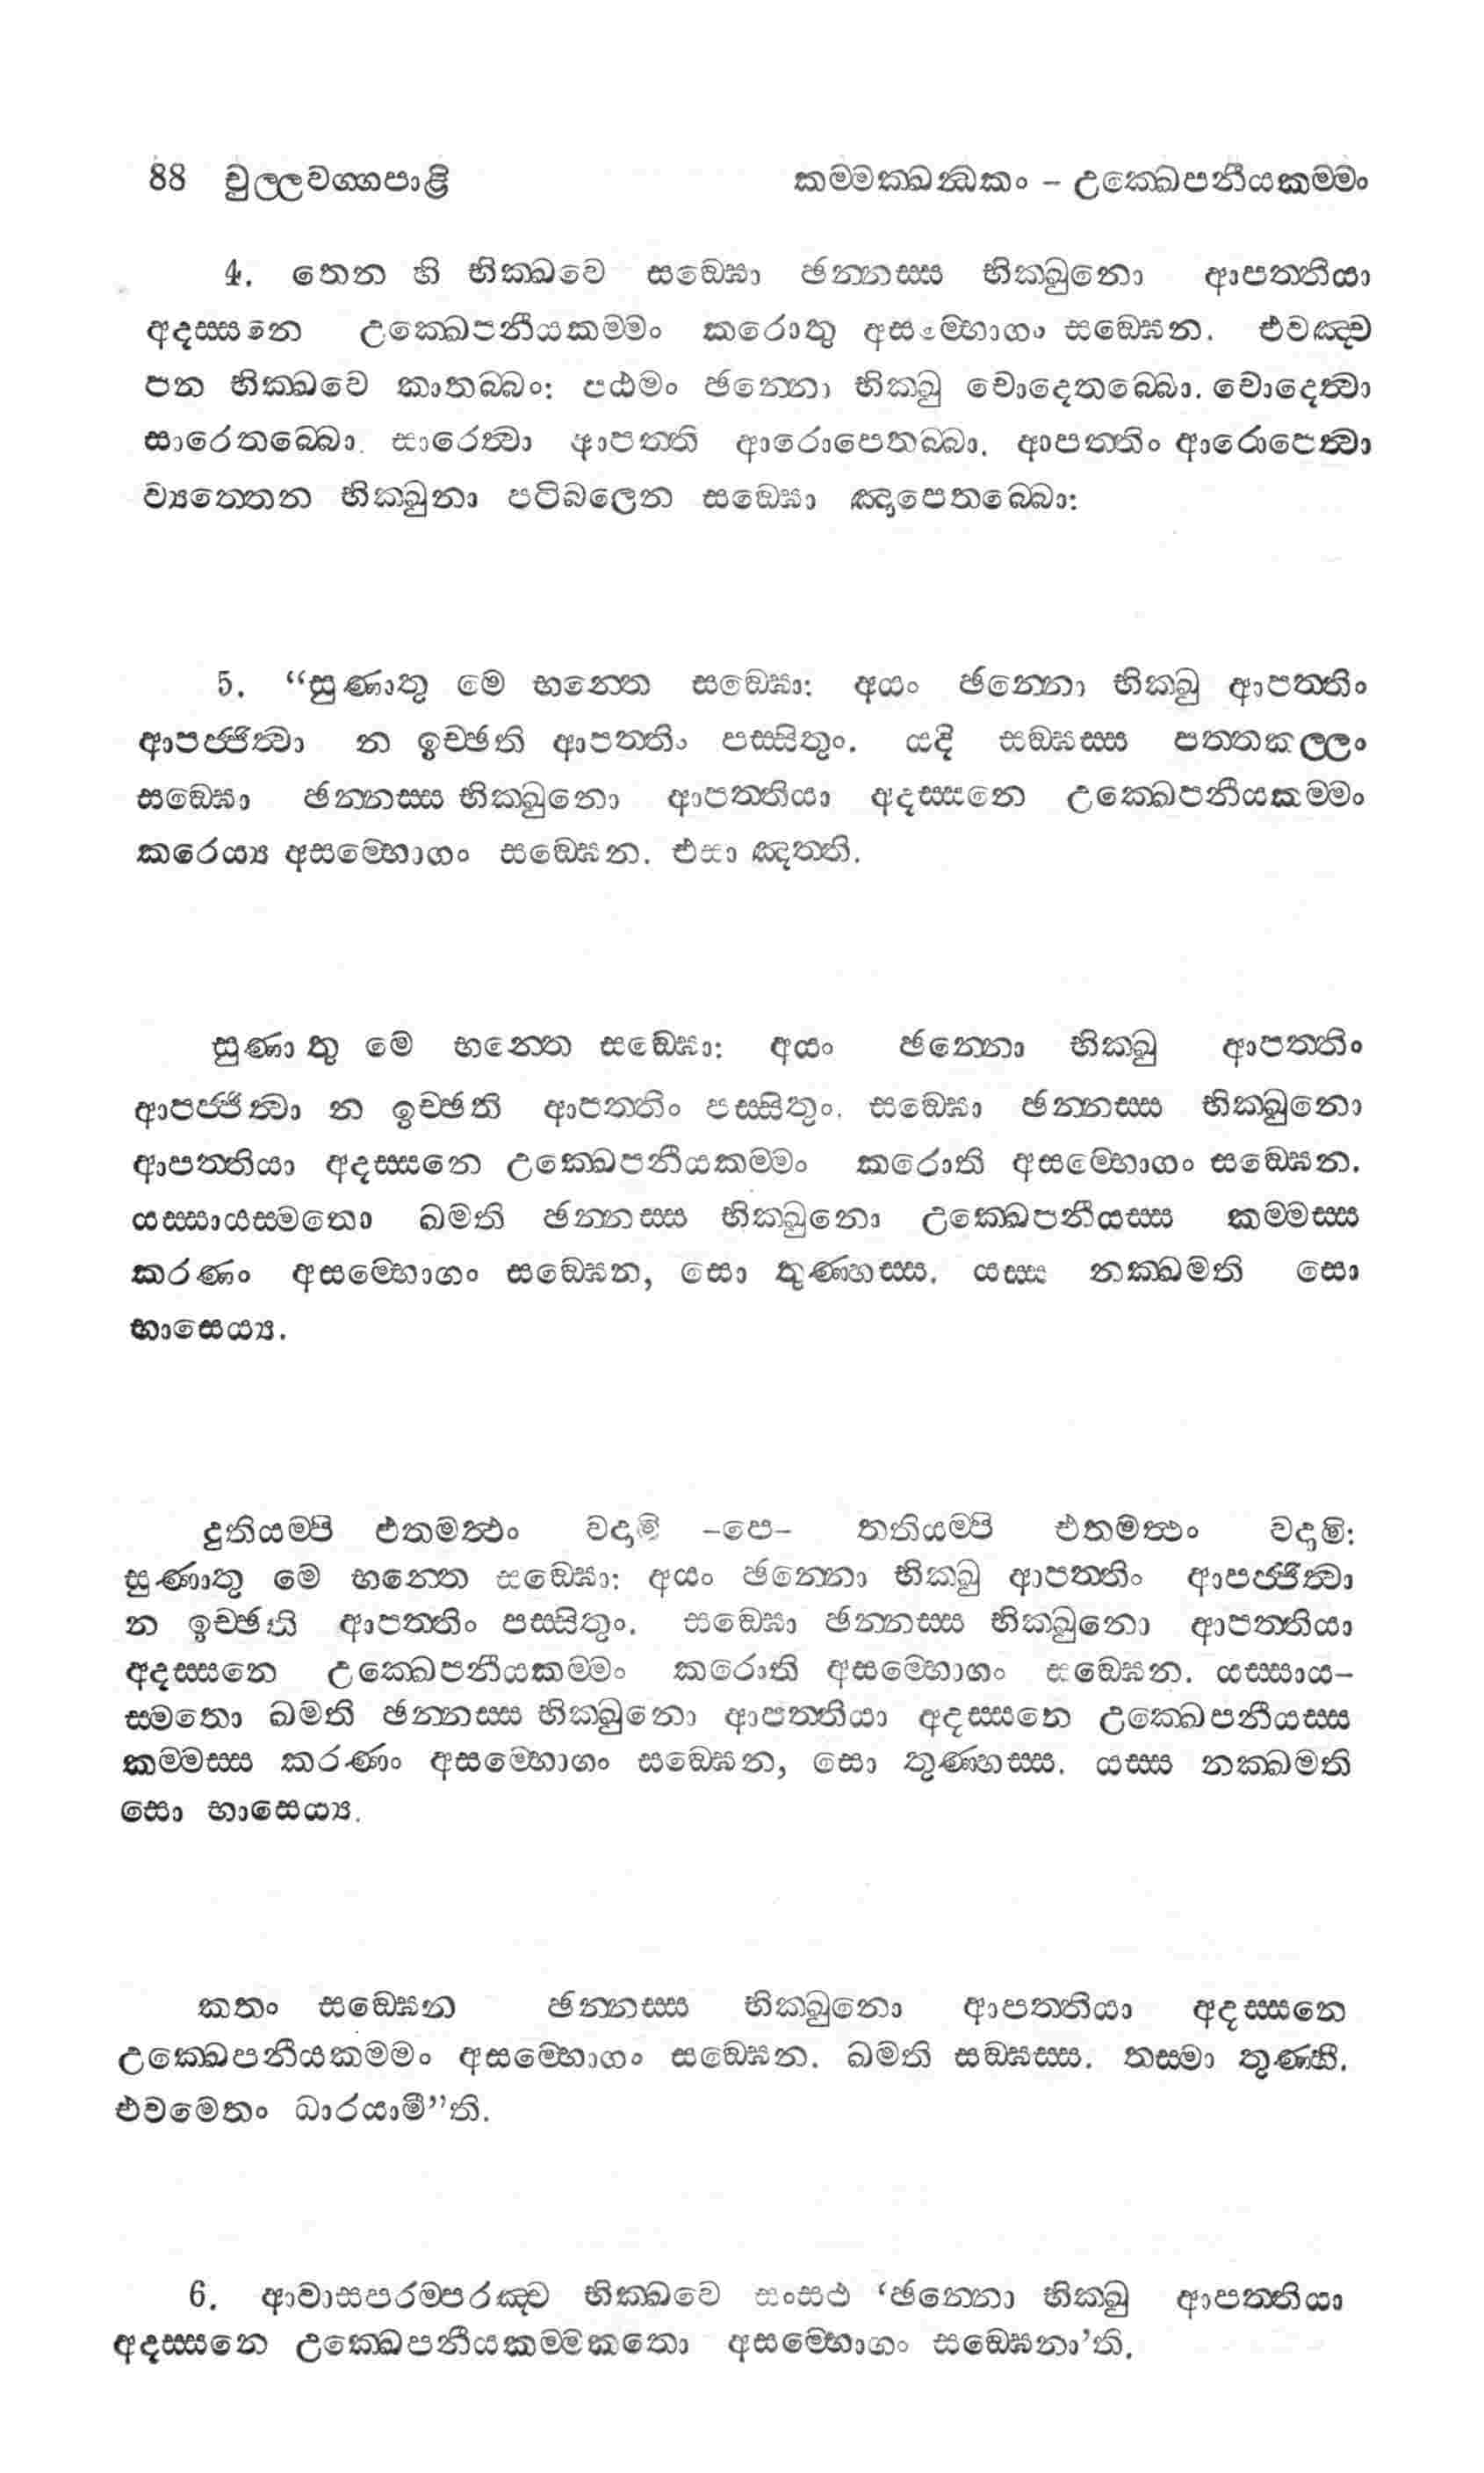 88 චුල්ලවග්ගපාළි කම්මක්ඛන්ධකං – උක්ඛෙපනීයකම්මං
4. තෙන හි භික්ඛවෙ සඞ්ඝො ඡන්නස්ස භික්ඛුනො ආපත්තියා
අදස්සනෙ උක්ඛෙපනීයකම්මං කරොතු අසම්භොගං සඞ්ඝෙන. එවඤ්ච
පන භික්ඛවෙ කාතබ්බං: පඨමං ඡන්නො භික්ඛු චොදෙතබ්බො. චොදෙත්වා
සාරෙතබ්බො. සාරෙත්වා ආපත්ති ආරොපෙතබ්බා. ආපත්තිං ආරොපෙත්වා
ව්‍යත්තෙන භික්ඛුනා පටිබලෙන සඞ්ඝො ඤාපෙතබ්බො:
5. “සුණාතු මෙ භන්තෙ සඞ්ඝො: අයං ඡන්නො භික්ඛු ආපත්තිං
ආපජ්ජිත්වා න ඉච්ඡති ආපත්තිං පස්සිතුං. යදි සඞ්ඝස්ස පත්තකල්ලං
සඞ්ඝො ඡන්නස්ස භික්ඛුනො ආපත්තියා අදස්සනෙ උක්ඛෙපනීයකම්මං
කරෙය්‍ය අසම්භොගං සඞ්ඝෙන. එසා ඤත්ති.
සුණාතු මෙ භන්තෙ සඞ්ඝො: අයං ඡන්නො භික්ඛු ආපත්තිං
ආපජ්ජිත්වා න ඉච්ඡති ආපත්තිං පස්සිතුං. සඞ්ඝො ඡන්නස්ස භික්ඛුනො
ආපත්තියා අදස්සනෙ උක්ඛෙපනීයකම්මං කරොති අසම්භොගං සඞ්ඝෙන.
යස්සායස්මතො ඛමති ඡන්නස්ස භික්ඛුනො උක්ඛෙපනීයස්ස කම්මස්ස
කරණං අසම්භොගං සඞ්ඝෙන, සො තුණ්හස්ස. යස්ස නක්ඛමති සො
භාසෙය්‍ය.
දුතියම්පි එතමත්ථං වදාමි –පෙ– තතියම්පි එතමත්ථං වදාමි:
සුණාතු මෙ භන්තෙ සඞ්ඝො: අයං ඡන්නො භික්ඛු ආපත්තිං ආපජ්ජිත්වා
න ඉච්ඡති ආපත්තිං පස්සිතුං. සඞ්ඝො ඡන්නස්ස භික්ඛුනො ආපත්තියා
අදස්සනෙ උක්ඛෙපනීයකම්මං කරොති අසම්භොගං සඞ්ඝෙන. යස්සාය–
ස්මතො ඛමති ඡන්නස්ස භික්ඛුනො ආපත්තියා අදස්සනෙ උක්ඛෙපනීයස්ස
කම්මස්ස කරණං අසම්භොගං සඞ්ඝෙන, සො තුණ්හස්ස. යස්ස නක්ඛමති
සො භාසෙය්‍ය.
කතං සඞ්ඝෙන ඡන්නස්ස භික්ඛුනො ආපත්තියා අදස්සනෙ
උක්ඛෙපනීයකම්මං අසම්භොගං සඞ්ඝෙන. ඛමති සඞ්ඝස්ස. තස්මා තුණ්හී.
එවමෙතං ධාරයාමී”ති.
6. ආවාසපරම්පරඤ්ච භික්ඛවෙ සංසථ ‘ඡන්නො භික්ඛු ආපත්තියා
අදස්සනෙ උක්ඛෙපනීයකම්මකතො අසම්භොගං සඞ්ඝෙනා’ති.